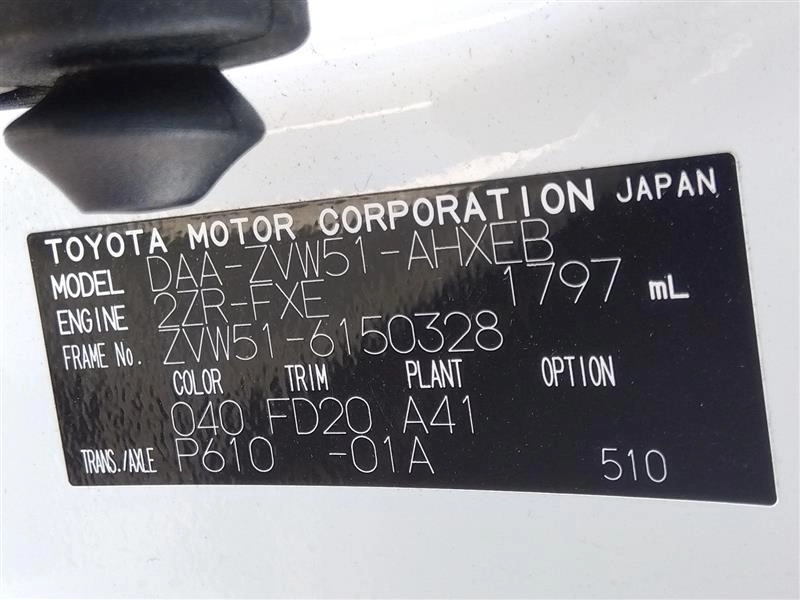 TOYOTA MOTOR CORPORATION JAPAN
MODEL DAA-ZVW51-AHXEB
ENGINE 2ZR-FXE 1797 mL
FRAME No. ZVW51-6150328
COLOR TRIM PLANT OPTION
040 FD20 A41
TRANS./AXLE P610 -01A 510